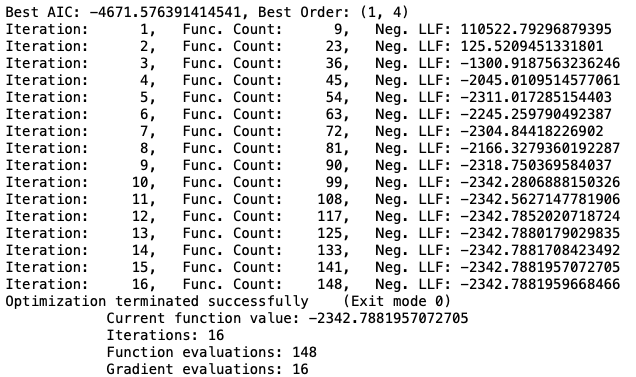 Best AIC: -4671.576391414541, Best Order: (1, 4)
Iteration:      1,   Func. Count:      9,   Neg. LLF: 110522.79296879395
Iteration:      2,   Func. Count:     23,   Neg. LLF: 125.5209451331801
Iteration:      3,   Func. Count:     36,   Neg. LLF: -1300.9187563236246
Iteration:      4,   Func. Count:     45,   Neg. LLF: -2045.0109514577061
Iteration:      5,   Func. Count:     54,   Neg. LLF: -2311.017285154403
Iteration:      6,   Func. Count:     63,   Neg. LLF: -2245.259790492387
Iteration:      7,   Func. Count:     72,   Neg. LLF: -2304.84418226902
Iteration:      8,   Func. Count:     81,   Neg. LLF: -2166.3279360192287
Iteration:      9,   Func. Count:     90,   Neg. LLF: -2318.750369584037
Iteration:     10,   Func. Count:     99,   Neg. LLF: -2342.2806888150326
Iteration:     11,   Func. Count:    108,   Neg. LLF: -2342.5627147781906
Iteration:     12,   Func. Count:    117,   Neg. LLF: -2342.7852020718724
Iteration:     13,   Func. Count:    125,   Neg. LLF: -2342.7880179029835
Iteration:     14,   Func. Count:    133,   Neg. LLF: -2342.7881708423492
Iteration:     15,   Func. Count:    141,   Neg. LLF: -2342.7881957072705
Iteration:     16,   Func. Count:    148,   Neg. LLF: -2342.7881959668466
Optimization terminated successfully    (Exit mode 0)
            Current function value: -2342.7881957072705
            Iterations: 16
            Function evaluations: 148
            Gradient evaluations: 16